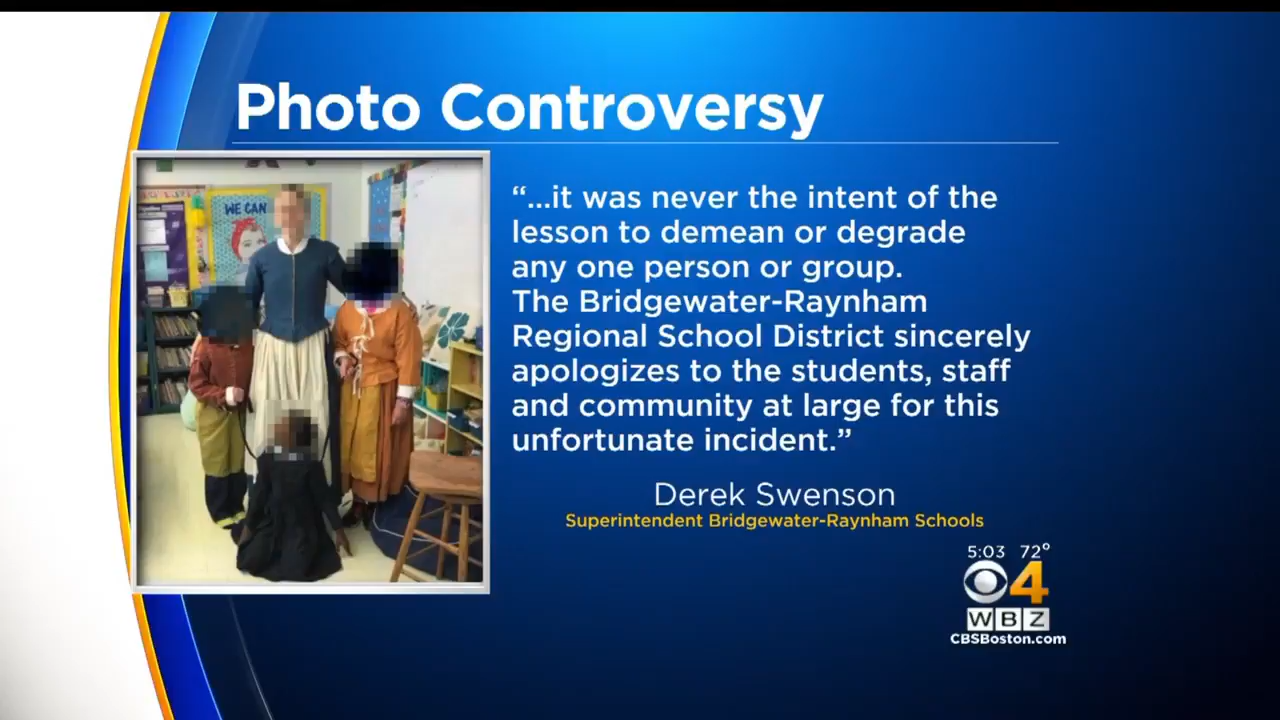 Photo Controversy
WE CAN
“...it was never the intent of the
lesson to demean or degrade
any one person or group.
The Bridgewater-Raynham
Regional School District sincerely
apologizes to the students, staff
and community at large for this
unfortunate incident.”
Derek Swenson
Superintendent Bridgewater-Raynham Schools
5:03 72°
4
WBZ
CBSBoston.com